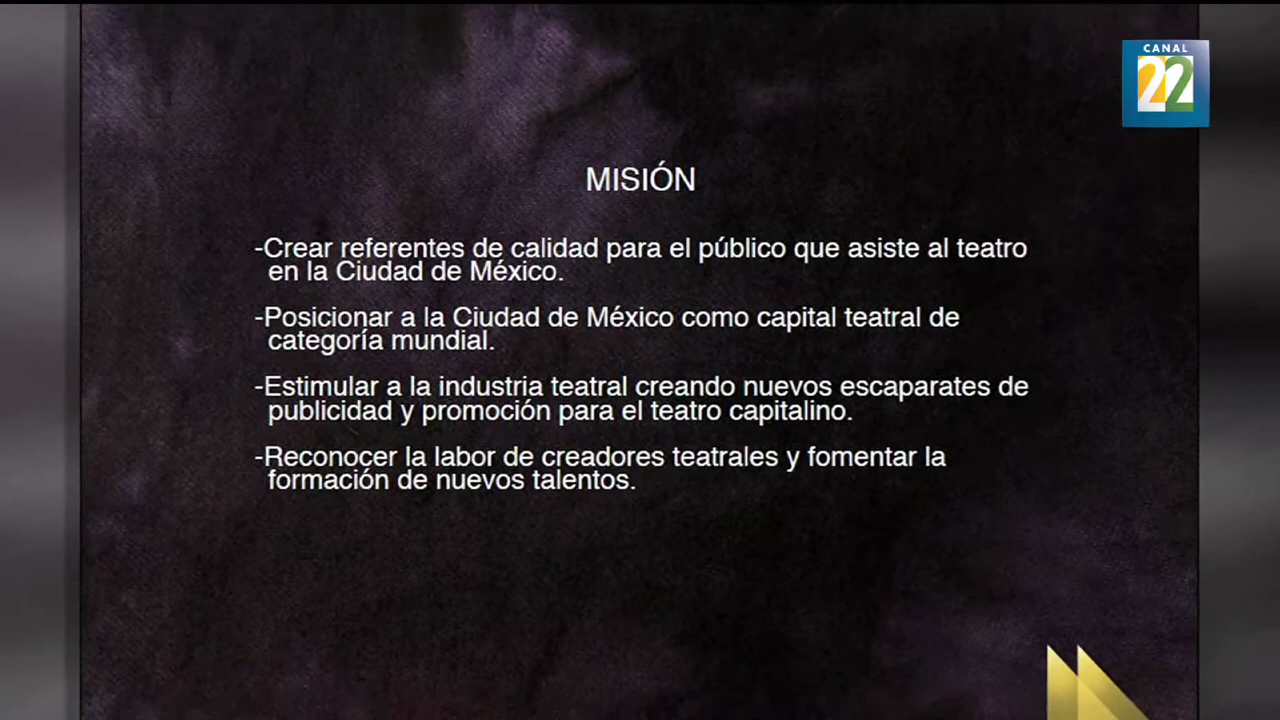 CANAL
22
MISIÓN
-Crear referentes de calidad para el público que asiste al teatro
en la Ciudad de México.
-Posicionar a la Ciudad de México como capital teatral de
categoría mundial.
-Estimular a la industria teatral creando nuevos escaparates de
publicidad y promoción para el teatro capitalino.
-Reconocer la labor de creadores teatrales y fomentar la
formación de nuevos talentos.